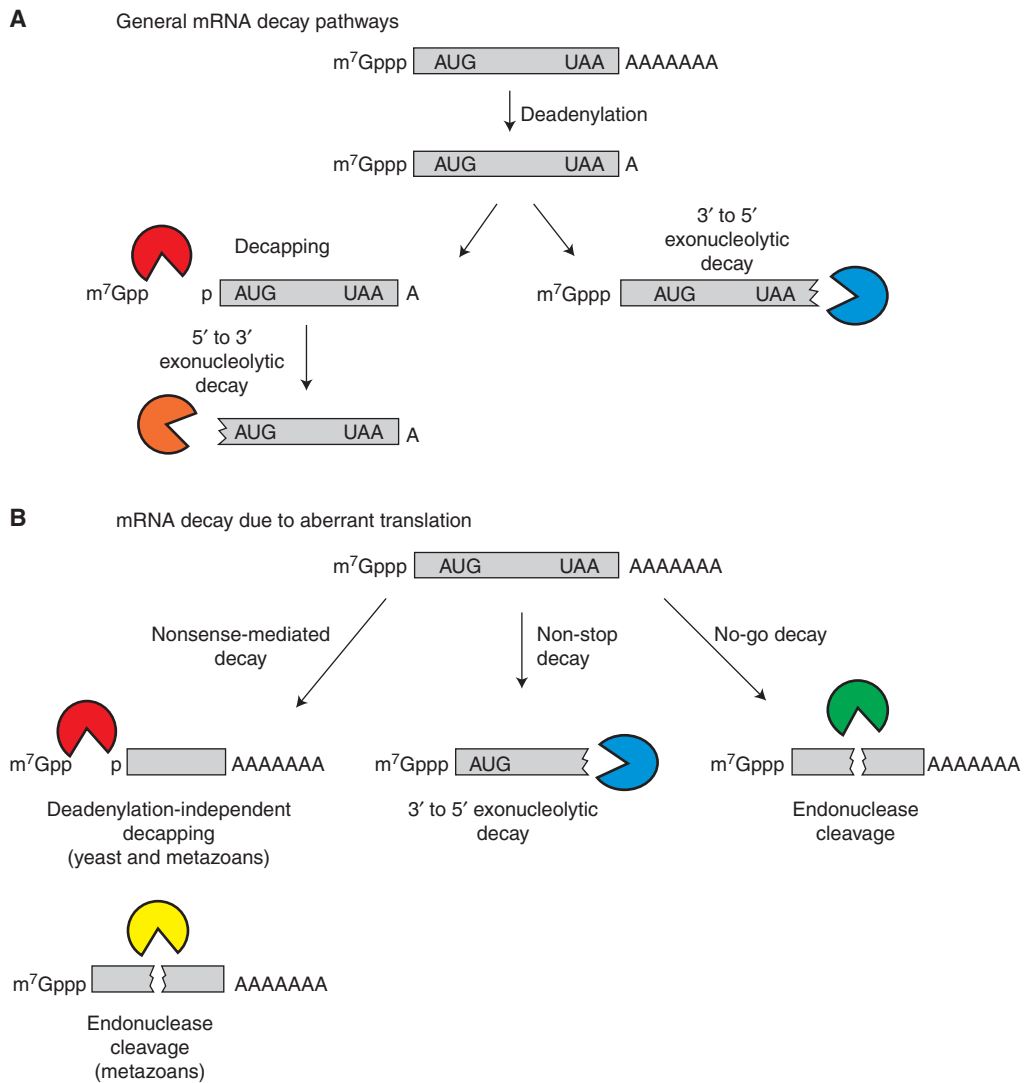 A General mRNA decay pathways
m⁷Gppp AUG UAA AAAAAAA
Deadenylation
m⁷Gppp AUG UAA A
Decapping
m⁷Gpp p AUG UAA A
3′ to 5′
exonucleolytic
decay
m⁷Gppp AUG UAA
5′ to 3′
exonucleolytic
decay
AUG UAA A
B mRNA decay due to aberrant translation
m⁷Gppp AUG UAA AAAAAAA
Nonsense-mediated
decay
Non-stop
decay
No-go decay
m⁷Gpp p AAAAAAA
Deadenylation-independent
decapping
(yeast and metazoans)
m⁷Gppp AUG
3′ to 5′ exonucleolytic
decay
m⁷Gppp AAAAAAA
Endonuclease
cleavage
m⁷Gppp AAAAAAA
Endonuclease
cleavage
(metazoans)